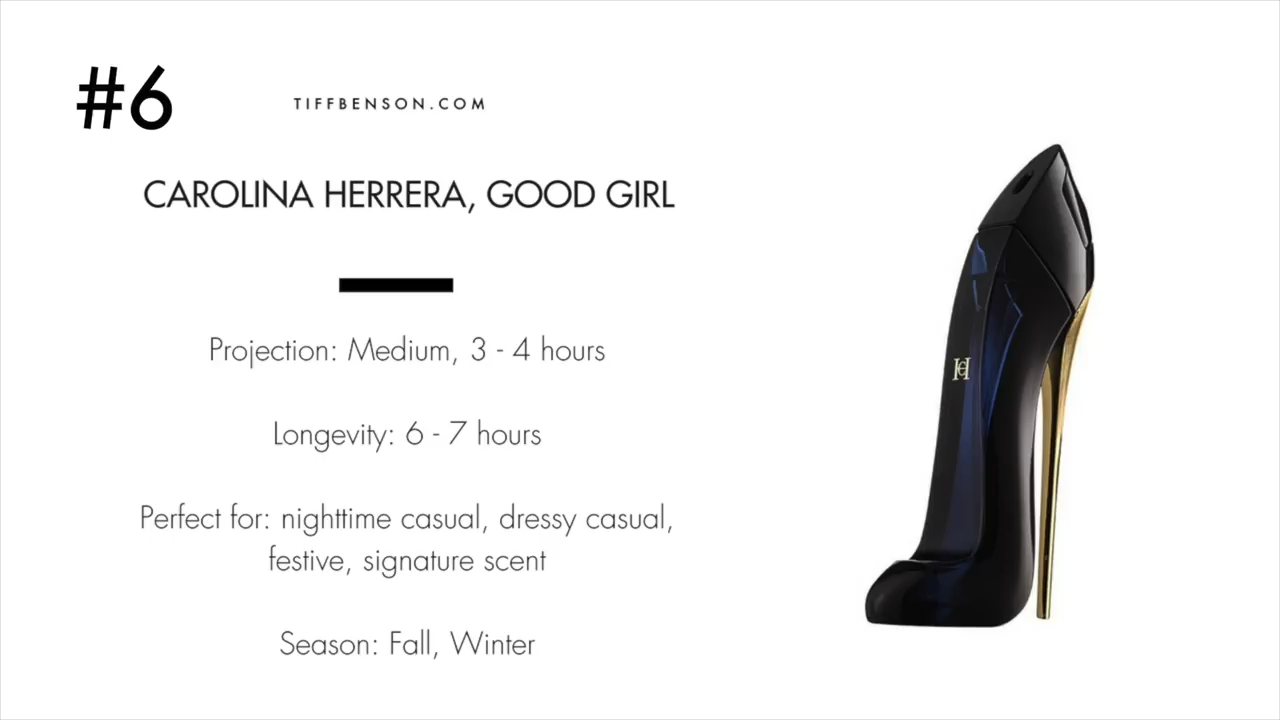 #6
TIFFBENSON.COM
CAROLINA HERRERA, GOOD GIRL
Projection: Medium, 3 - 4 hours
Longevity: 6 - 7 hours
Perfect for: nighttime casual, dressy casual,
festive, signature scent
Season: Fall, Winter
CH